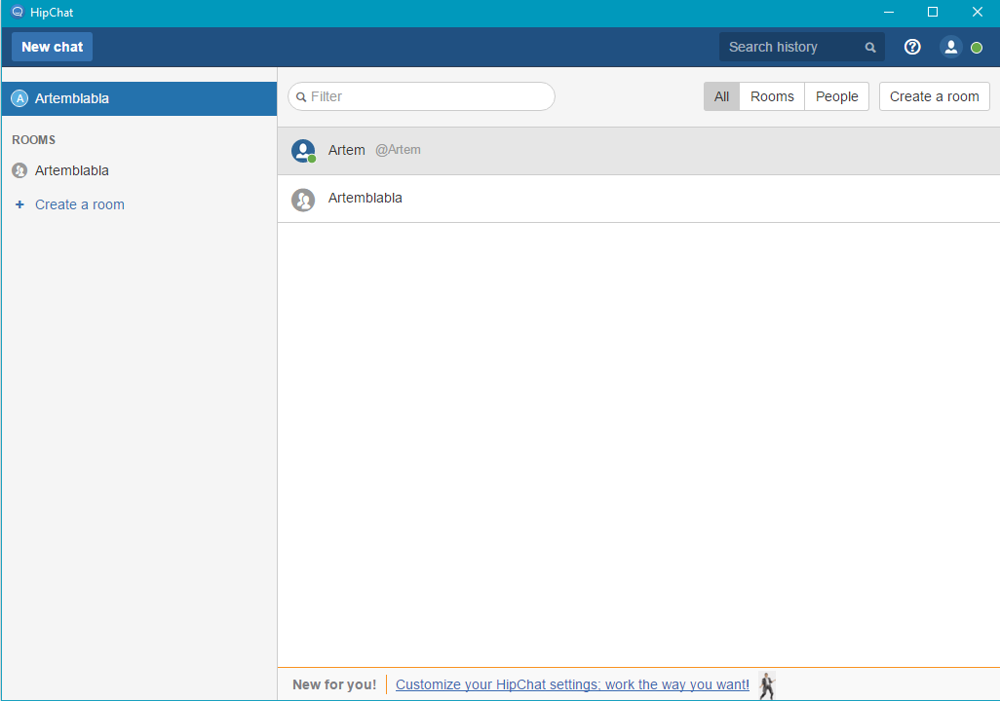 HipChat
New chat
Search history
A Artemblabla
ROOMS
Artemblabla
+ Create a room
Filter
All Rooms People Create a room
Artem @Artem
Artemblabla
New for you! Customize your HipChat settings; work the way you want!